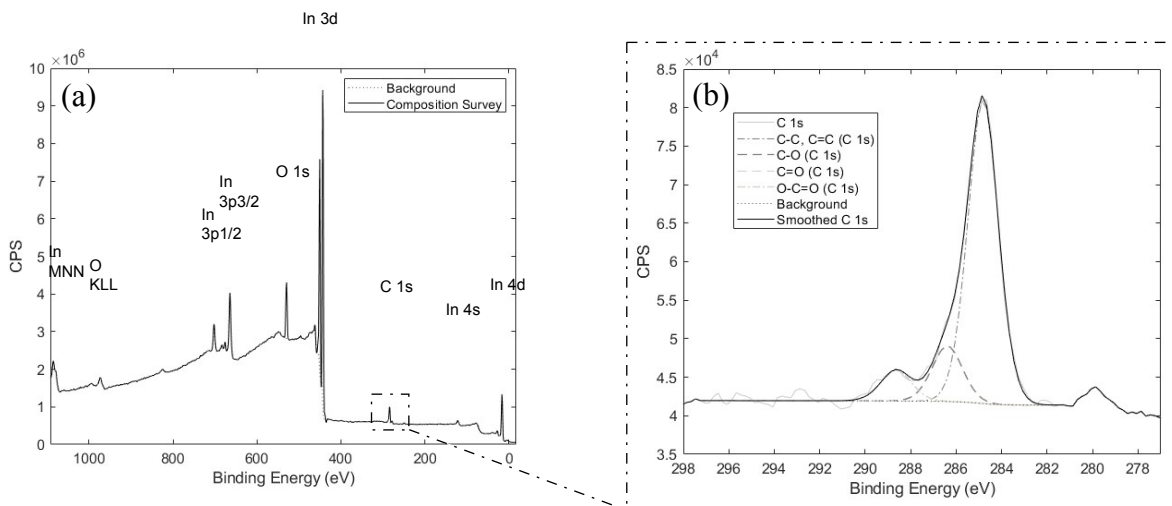 In 3d
×10⁶
(a)
Background
Composition Survey
10
9
8
7
6
5
4
3
2
1
0
CPS
In
3p3/2
In
3p1/2
O 1s
In
MNN
O
KLL
C 1s
In 4s
In 4d
1000 800 600 400 200 0
Binding Energy (eV)
×10⁴
(b)
C 1s
C-C, C=C (C 1s)
C-O (C 1s)
C=O (C 1s)
O-C=O (C 1s)
Background
Smoothed C 1s
8.5
8
7.5
7
6.5
6
5.5
5
4.5
4
3.5
CPS
298 296 294 292 290 288 286 284 282 280 278
Binding Energy (eV)